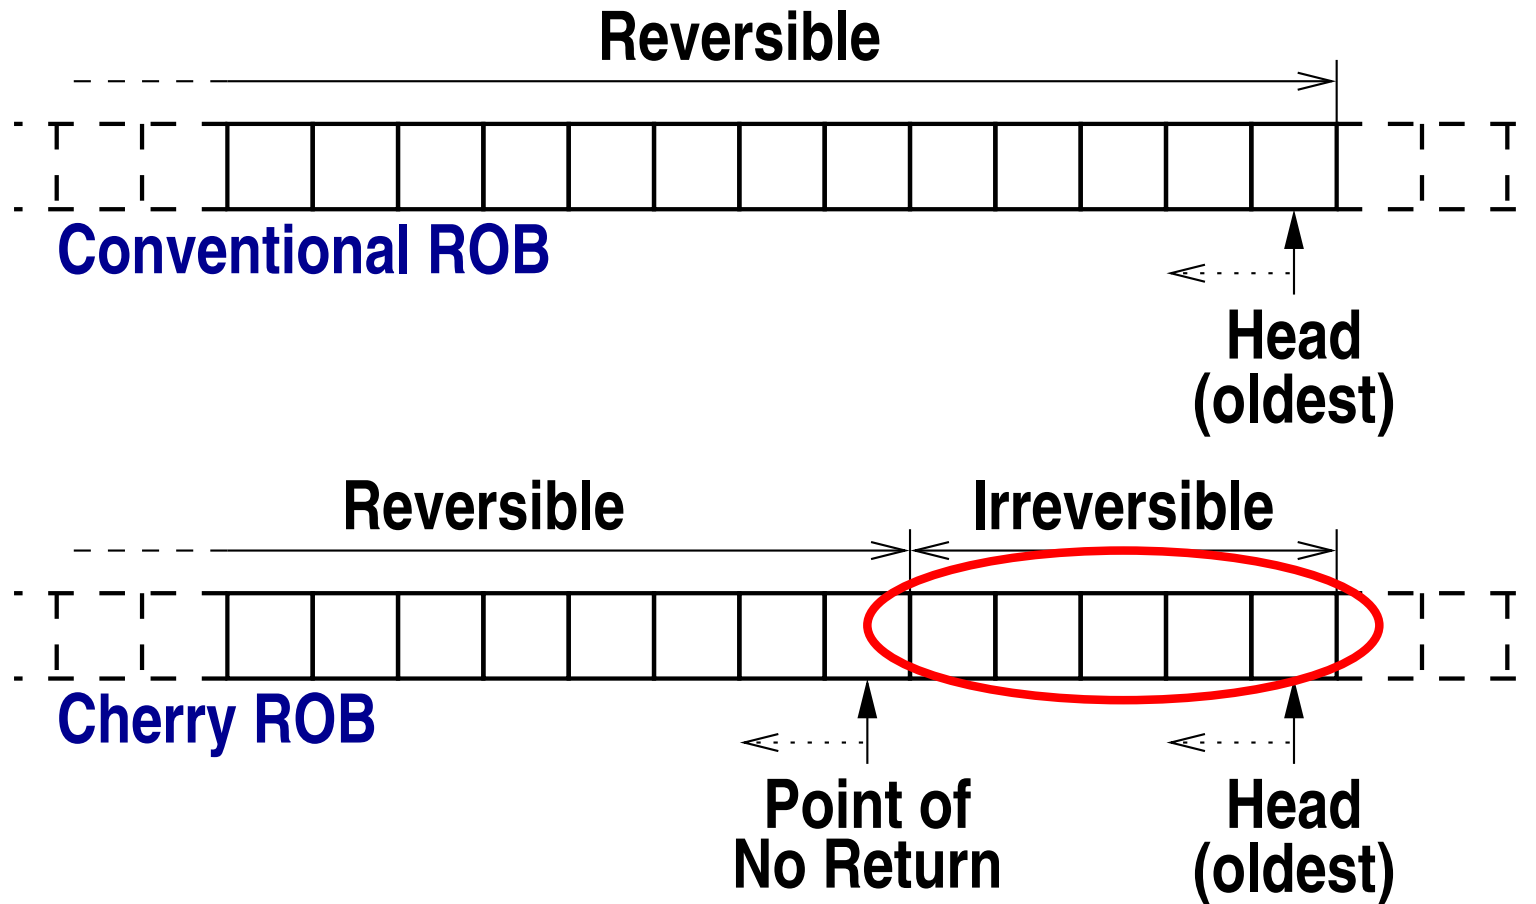 Reversible
Conventional ROB
Head
(oldest)
Reversible
Irreversible
Cherry ROB
Point of
No Return
Head
(oldest)